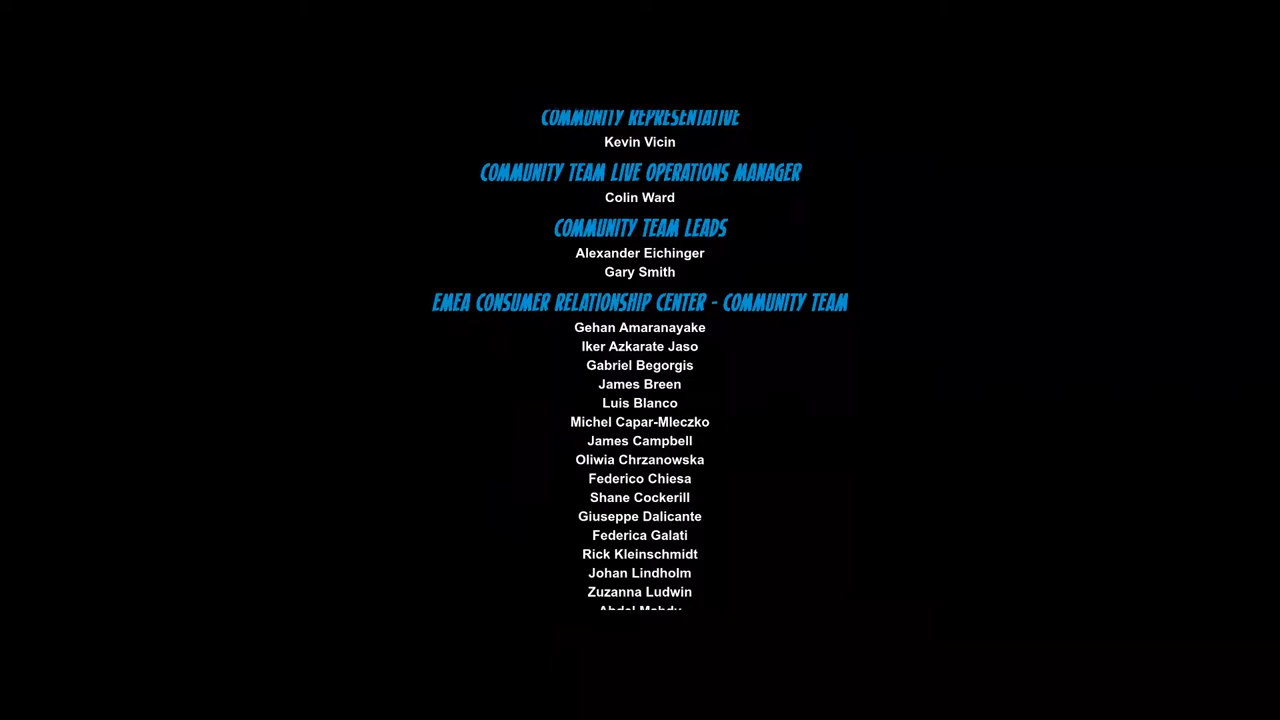 COMMUNITY REPRESENTATIVE
Kevin Vicin
COMMUNITY TEAM LIVE OPERATIONS MANAGER
Colin Ward
COMMUNITY TEAM LEADS
Alexander Eichinger
Gary Smith
EMEA CONSUMER RELATIONSHIP CENTER - COMMUNITY TEAM
Gehan Amaranayake
Iker Azkarate Jaso
Gabriel Begorgis
James Breen
Luis Blanco
Michel Capar-Mleczko
James Campbell
Oliwia Chrzanowska
Federico Chiesa
Shane Cockerill
Giuseppe Dalicante
Federica Galati
Rick Kleinschmidt
Johan Lindholm
Zuzanna Ludwin